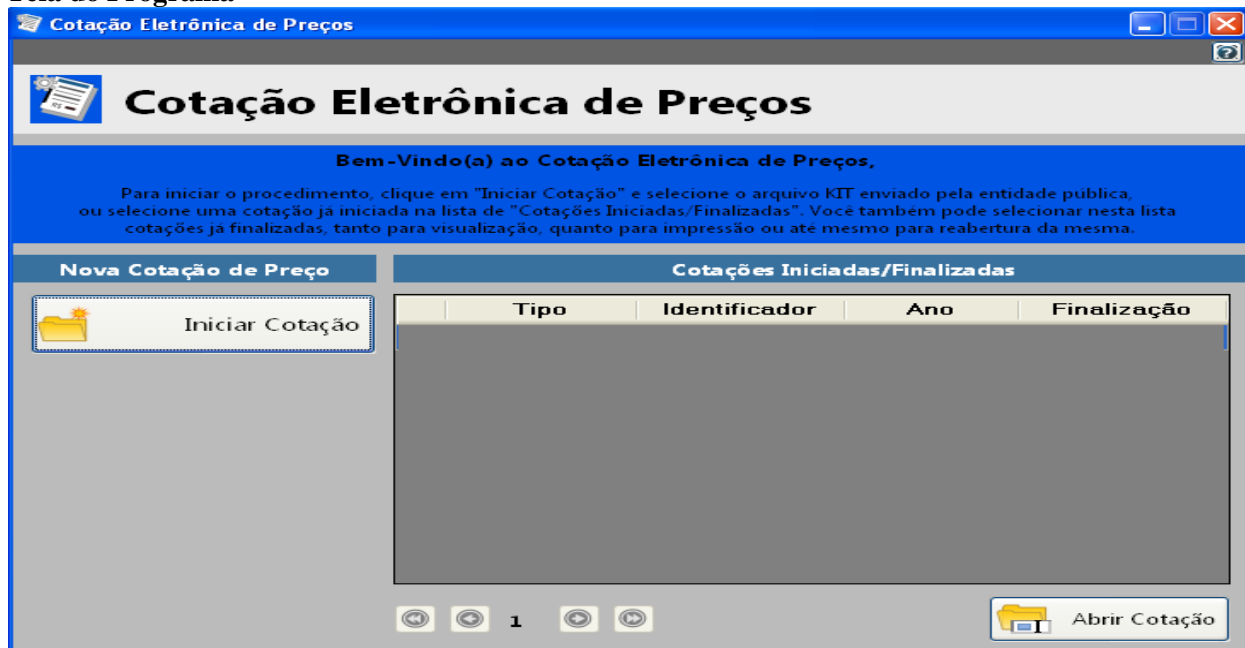 Tela do Programa
Cotação Eletrônica de Preços
Cotação Eletrônica de Preços
Bem-Vindo(a) ao Cotação Eletrônica de Preços,
Para iniciar o procedimento, clique em "Iniciar Cotação" e selecione o arquivo KIT enviado pela entidade pública,
ou selecione uma cotação já iniciada na lista de "Cotações Iniciadas/Finalizadas". Você também pode selecionar nesta lista
cotações já finalizadas, tanto para visualização, quanto para impressão ou até mesmo para reabertura da mesma.
Nova Cotação de Preço
Cotações Iniciadas/Finalizadas
Iniciar Cotação
Tipo Identificador Ano Finalização
1
Abrir Cotação